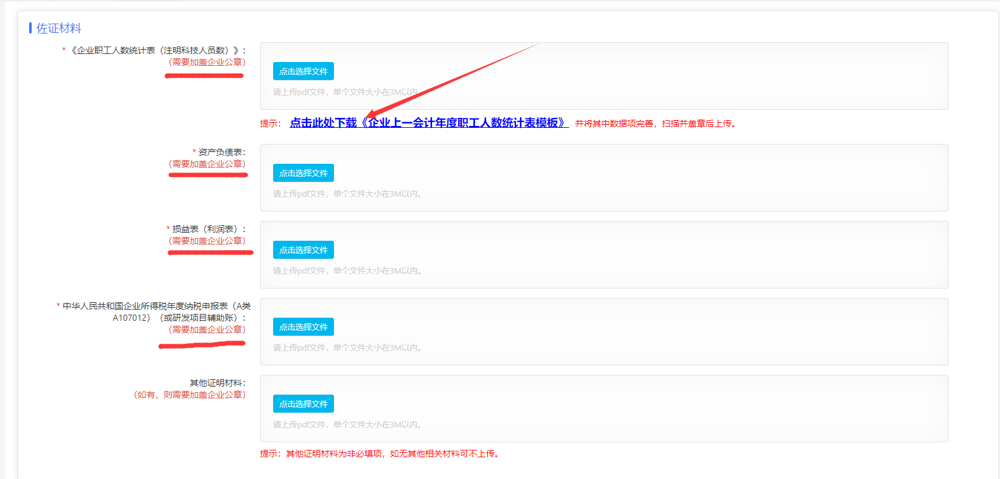 佐证材料
* 《企业职工人数统计表（注明科技人员数）》：
（需要加盖企业公章）
点击选择文件
请上传pdf文件，单个文件大小在3M以内。
提示： 点击此处下载《企业上一会计年度职工人数统计表模板》 并将其中数据项完善，扫描并盖章后上传。
* 资产负债表：
（需要加盖企业公章）
点击选择文件
请上传pdf文件，单个文件大小在3M以内。
* 损益表（利润表）：
（需要加盖企业公章）
点击选择文件
请上传pdf文件，单个文件大小在3M以内。
* 中华人民共和国企业所得税年度纳税申报表（A类
A107012）（或研发项目辅助账）：
（需要加盖企业公章）
点击选择文件
请上传pdf文件，单个文件大小在3M以内。
其他证明材料：
（如有，则需要加盖企业公章）
点击选择文件
请上传pdf文件，单个文件大小在3M以内。
提示：其他证明材料为非必填项，如无其他相关材料可不上传。